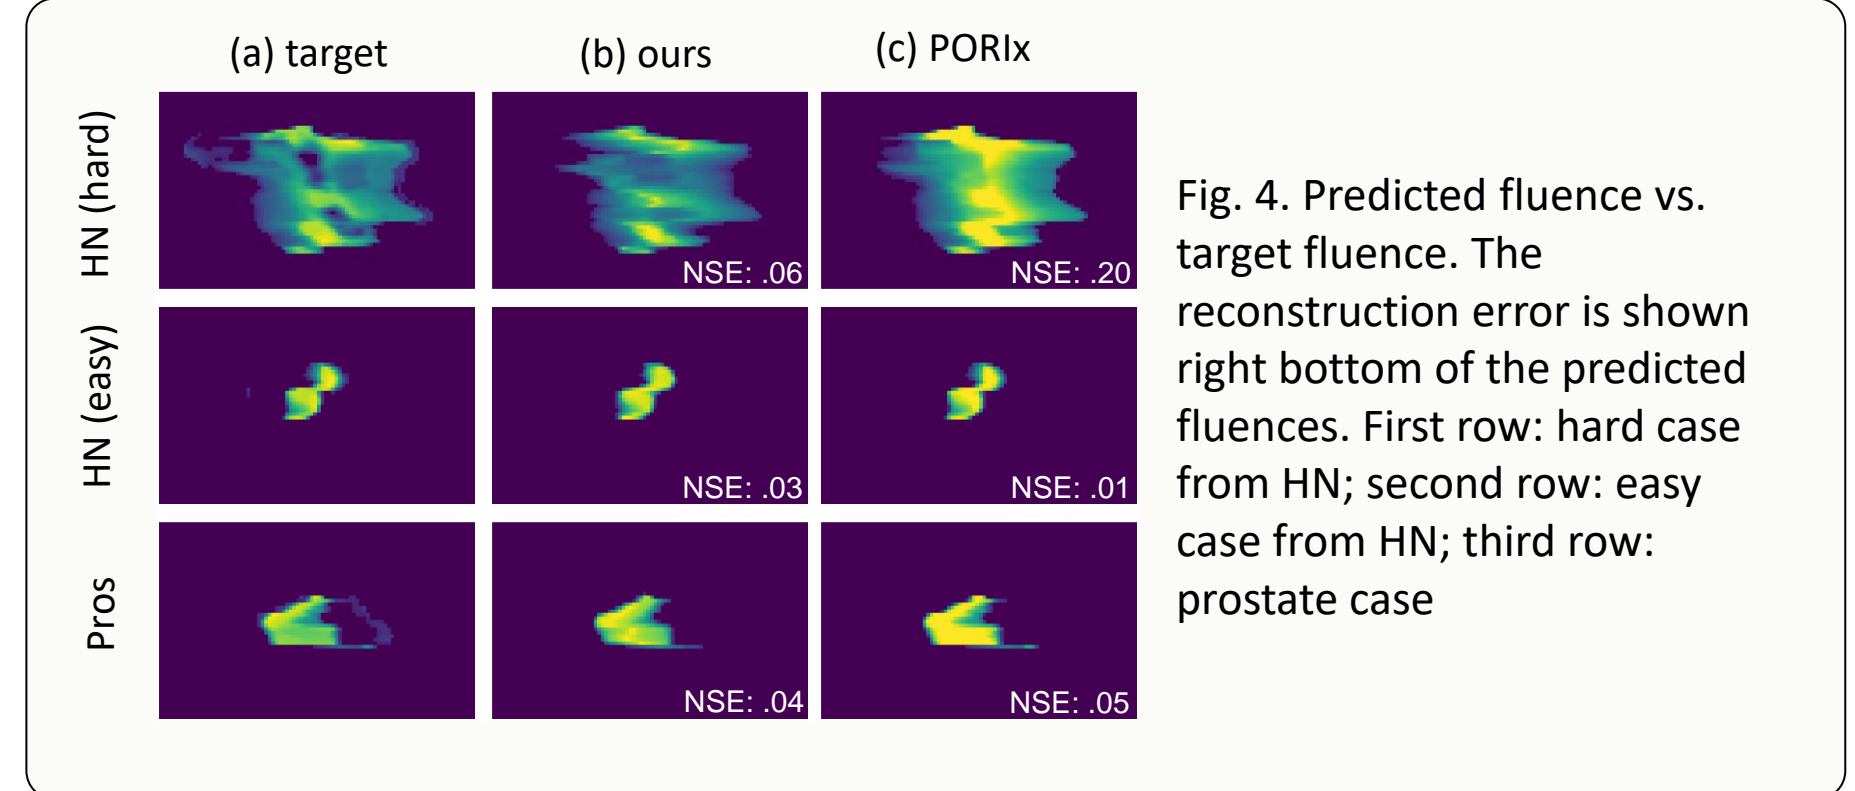 (a) target
(b) ours
(c) PORIx
HN (hard)
NSE: .06
NSE: .20
HN (easy)
NSE: .03
NSE: .01
Pros
NSE: .04
NSE: .05
Fig. 4. Predicted fluence vs.
target fluence. The
reconstruction error is shown
right bottom of the predicted
fluences. First row: hard case
from HN; second row: easy
case from HN; third row:
prostate case